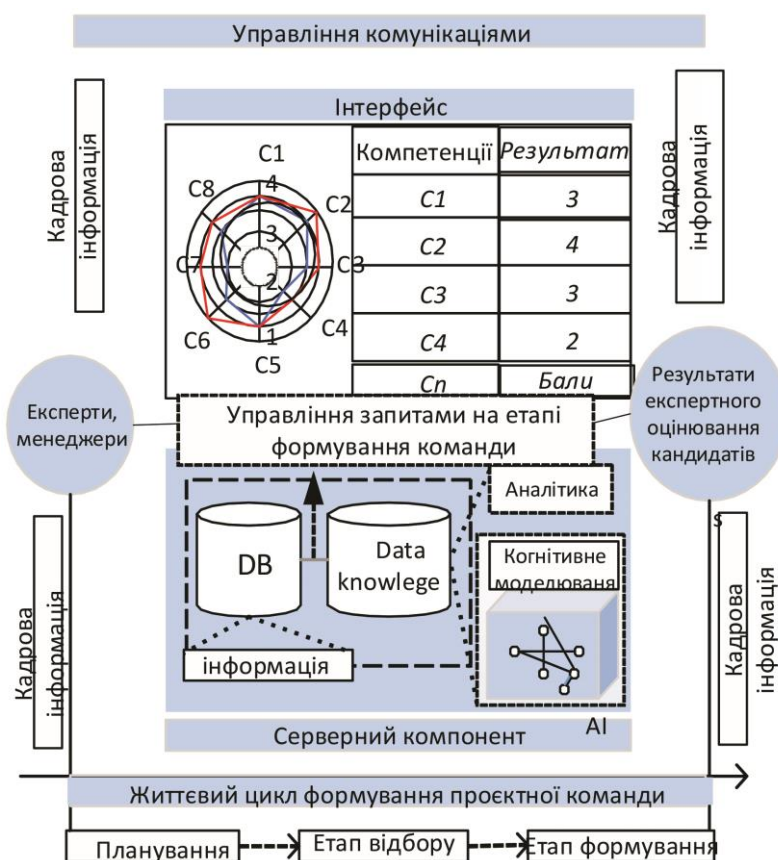 Управління комунікаціями
Кадрова
інформація
Кадрова
інформація
Інтерфейс
C1
C2
C3
C4
C5
C6
C7
C8
4
3
2
1
Компетенції Результат
C1 3
C2 4
C3 3
C4 2
Cn Бали
Експерти,
менеджери
Управління запитами на етапі
формування команди
Результати
експертного
оцінювання
кандидатів
Аналітика
s
DB
Data
knowlege
Когнітивне
моделюваня
інформація
Кадрова
інформація
Кадрова
інформація
AI
Серверний компонент
Життєвий цикл формування проєктної команди
Планування
Етап відбору
Етап формування